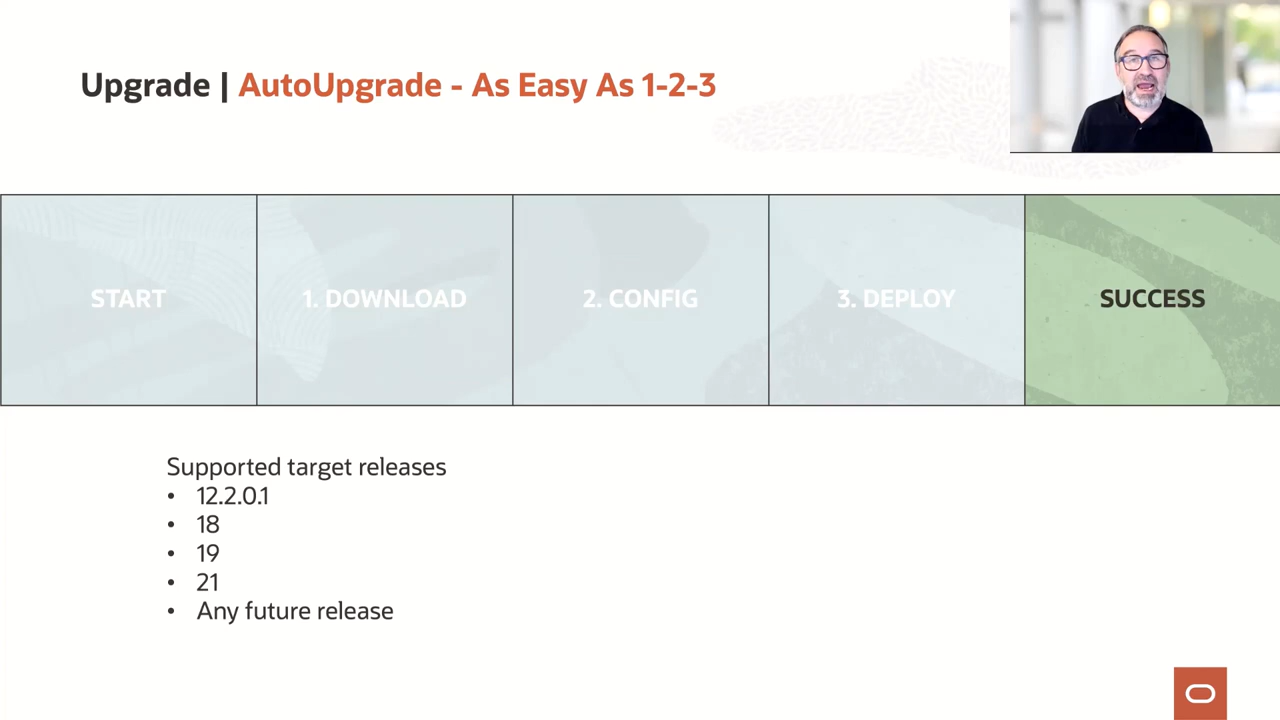 Upgrade | AutoUpgrade - As Easy As 1-2-3
START
1. DOWNLOAD
2. CONFIG
3. DEPLOY
SUCCESS
Supported target releases
• 12.2.0.1
• 18
• 19
• 21
• Any future release